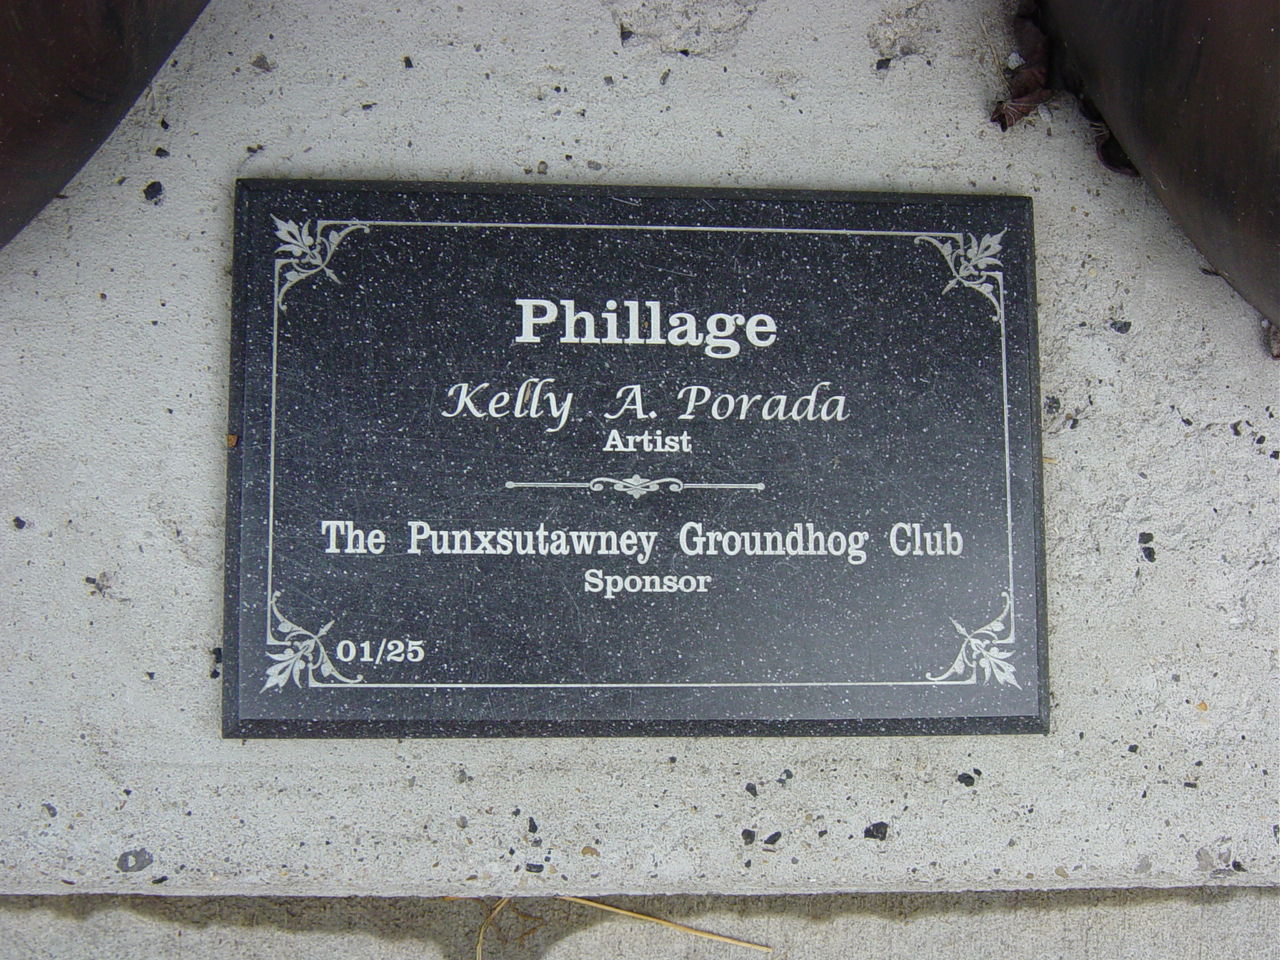 Phillage
Kelly A. Porada
Artist
The Punxsutawney Groundhog Club
Sponsor
01/25